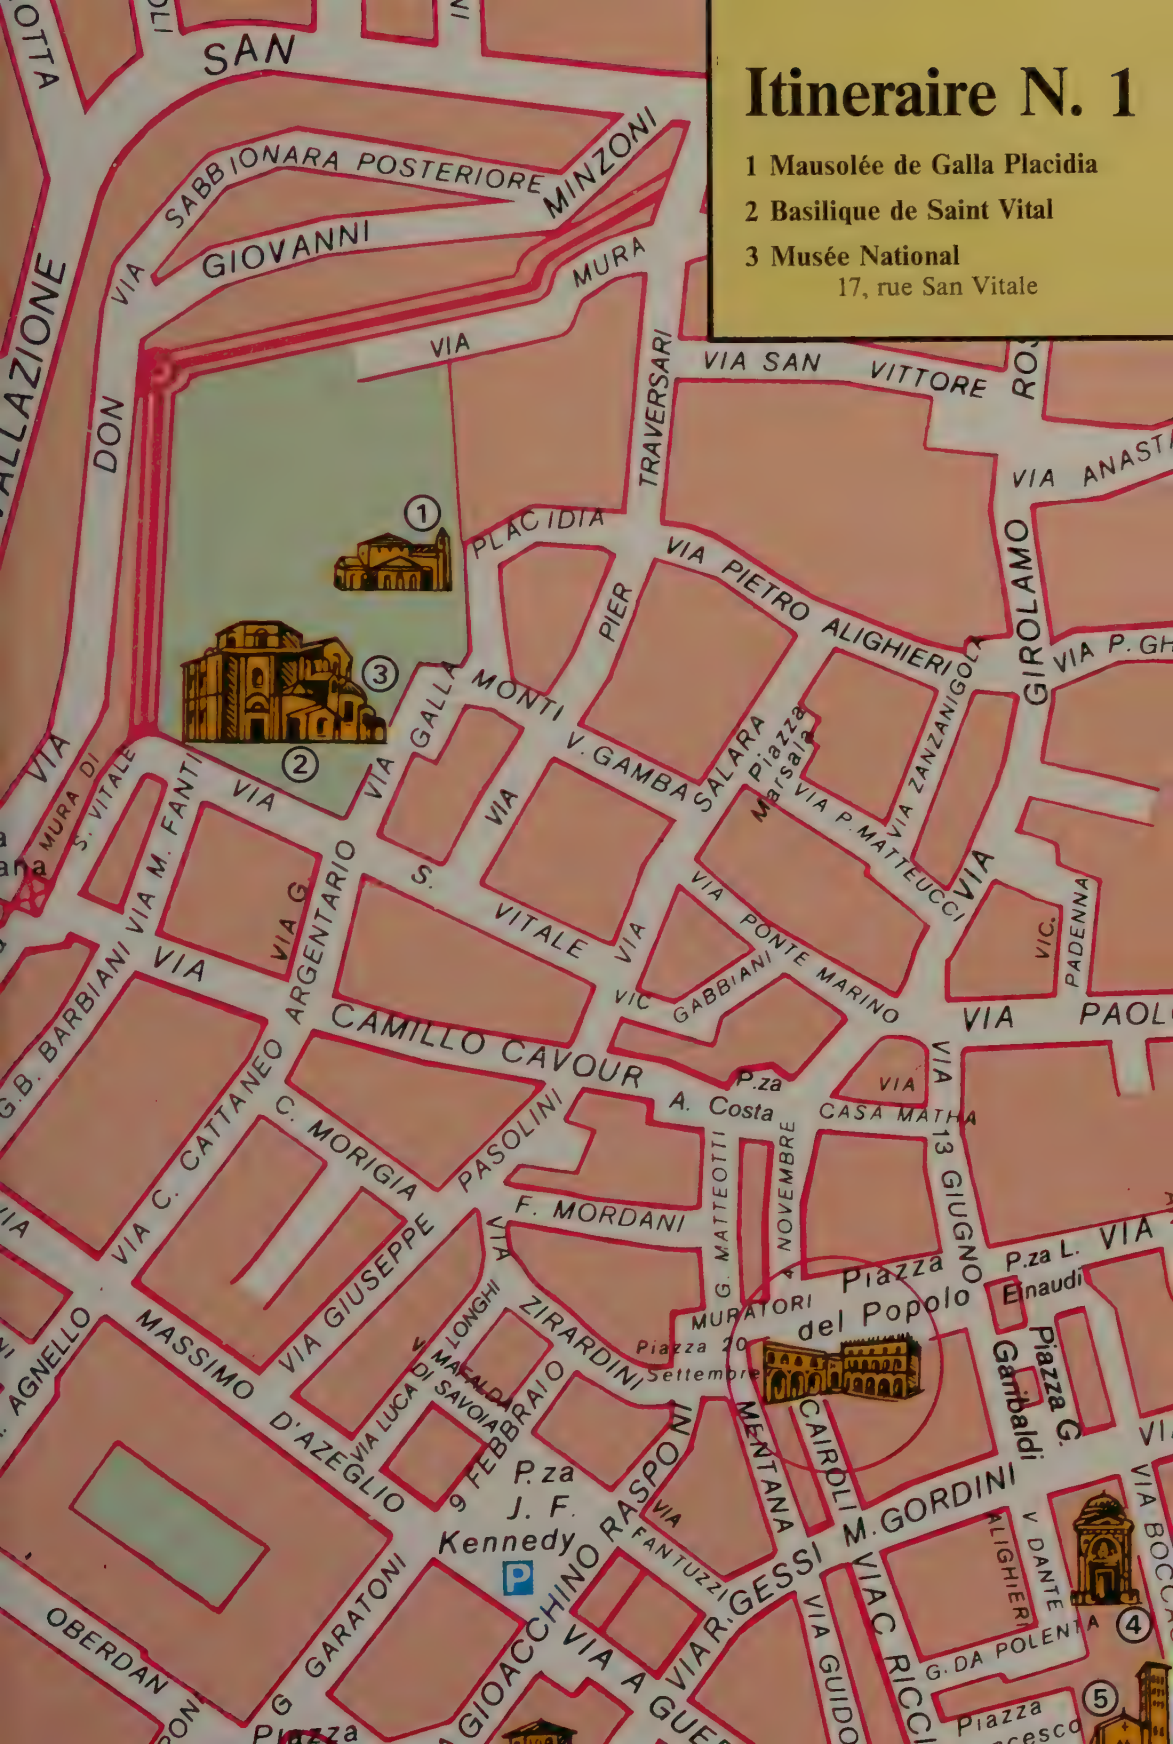 Itineraire N. 1
1 Mausolée de Galla Placidia
2 Basilique de Saint Vital
3 Musée National
17, rue San Vitale
SAN
SABBIONARA POSTERIORE
MINZONI
GIOVANNI
VIA
DON
VIA
MURA
VIA
TRAVERSARI
VIA SAN VITTORE
VIA
GIROLAMO
VIA
1
PLACIDIA
VIA PIETRO ALIGHIERI
PIER
VIA P.
3
2
VIA GALLA
MONTI
V. GAMBA
SALARA
VIA
Piazza
Marsala
VIA ZANZANIGOLA
VIA P. MATTEUCCI
MURA DI
S. VITALE
VIA M. FANTI
VIA
S. VITALE
VIA
VIA G.
ARGENTARIO
VIA PONTE MARINO
VIC GABBIANI
VIC.
PADENNA
VIA
G.B. BARBIANI
VIA
CAMILLO CAVOUR
VIA
P.za
A. Costa
VIA
CASA MATHA
VIA
13 GIUGNO
VIA C. CATTANEO
C. MORIGIA
VIA GIUSEPPE
PASOLINI
F. MORDANI
G. MATTEOTTI
4 NOVEMBRE
VIA
ZIRARDINI
LONGHI
VIA LUCA
V MAFALDA
DI SAVOIA
9 FEBBRAIO
MURATORI
Piazza 20
Settembre
Piazza
del Popolo
P.za L.
Einaudi
VIA
Piazza G.
Garibaldi
AGNELLO
MASSIMO
D'AZEGLIO
P.za
J. F.
Kennedy
P
GIOACCHINO RASPONI
VIA
FANTUZZI
MENTANA
CAIROLI
VIA R. GESSI
M. GORDINI
V DANTE
ALIGHIERI
4
G. DA POLENTA
5
Piazza
OBERDAN
G GARATONI
VIA A
VIA GUIDO
VIA C RICCI
Piazza